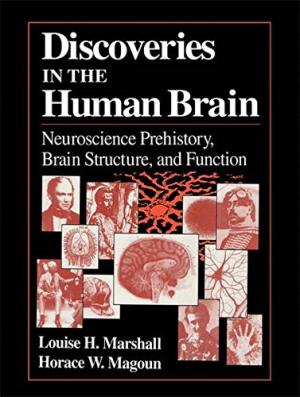 Discoveries
IN THE
Human Brain
Neuroscience Prehistory,
Brain Structure, and Function
Louise H. Marshall
Horace W. Magoun